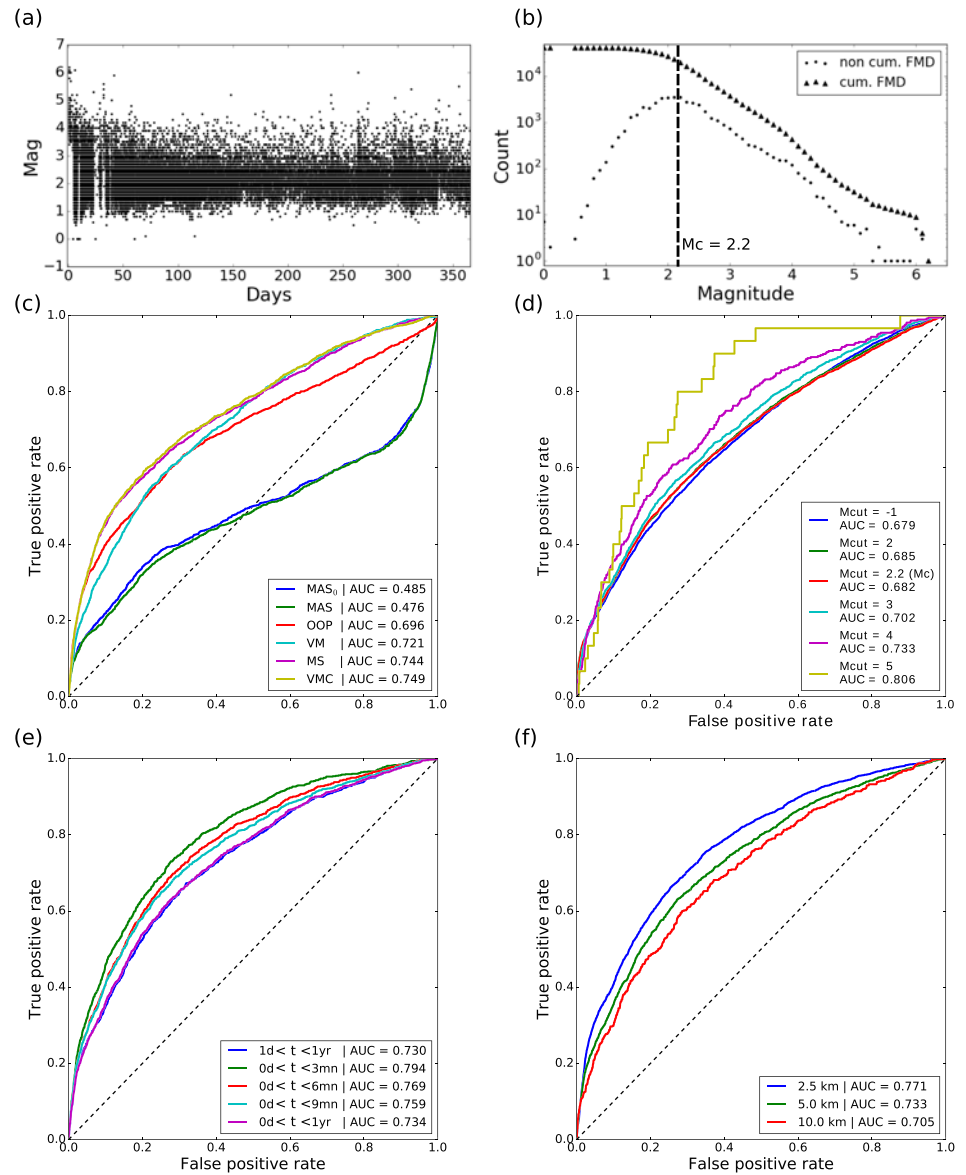 (a)
(b)
7
6
5
4
3
2
1
0
−1
Mag
0
50
100
150
200
250
300
350
Days
10⁴
10³
10²
10¹
10⁰
Count
non cum. FMD
cum. FMD
Mc = 2.2
0
1
2
3
4
5
6
Magnitude
(c)
(d)
1.0
0.8
0.6
0.4
0.2
0.0
True positive rate
MAS₀ | AUC = 0.485
MAS | AUC = 0.476
OOP | AUC = 0.696
VM | AUC = 0.721
MS | AUC = 0.744
VMC | AUC = 0.749
0.0
0.2
0.4
0.6
0.8
1.0
1.0
0.8
0.6
0.4
0.2
0.0
True positive rate
Mcut = -1
AUC = 0.679
Mcut = 2
AUC = 0.685
Mcut = 2.2 (Mc)
AUC = 0.682
Mcut = 3
AUC = 0.702
Mcut = 4
AUC = 0.733
Mcut = 5
AUC = 0.806
0.0
0.2
0.4
0.6
0.8
1.0
False positive rate
(e)
(f)
1.0
0.8
0.6
0.4
0.2
0.0
True positive rate
1d< t <1yr | AUC = 0.730
0d< t <3mn | AUC = 0.794
0d< t <6mn | AUC = 0.769
0d< t <9mn | AUC = 0.759
0d< t <1yr | AUC = 0.734
0.0
0.2
0.4
0.6
0.8
1.0
False positive rate
1.0
0.8
0.6
0.4
0.2
0.0
True positive rate
2.5 km | AUC = 0.771
5.0 km | AUC = 0.733
10.0 km | AUC = 0.705
0.0
0.2
0.4
0.6
0.8
1.0
False positive rate